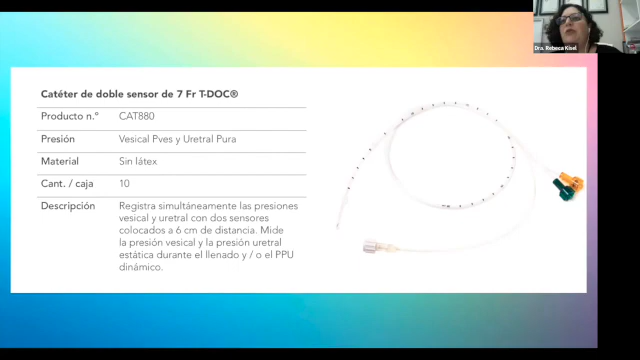 Dra. Rebeca Kisel
Catéter de doble sensor de 7 Fr T-DOC®
Producto n.° CAT880
Presión Vesical Pves y Uretral Pura
Material Sin látex
Cant. / caja 10
Descripción Registra simultáneamente las presiones
vesical y uretral con dos sensores
colocados a 6 cm de distancia. Mide
la presión vesical y la presión uretral
estática durante el llenado y / o el PPU
dinámico.